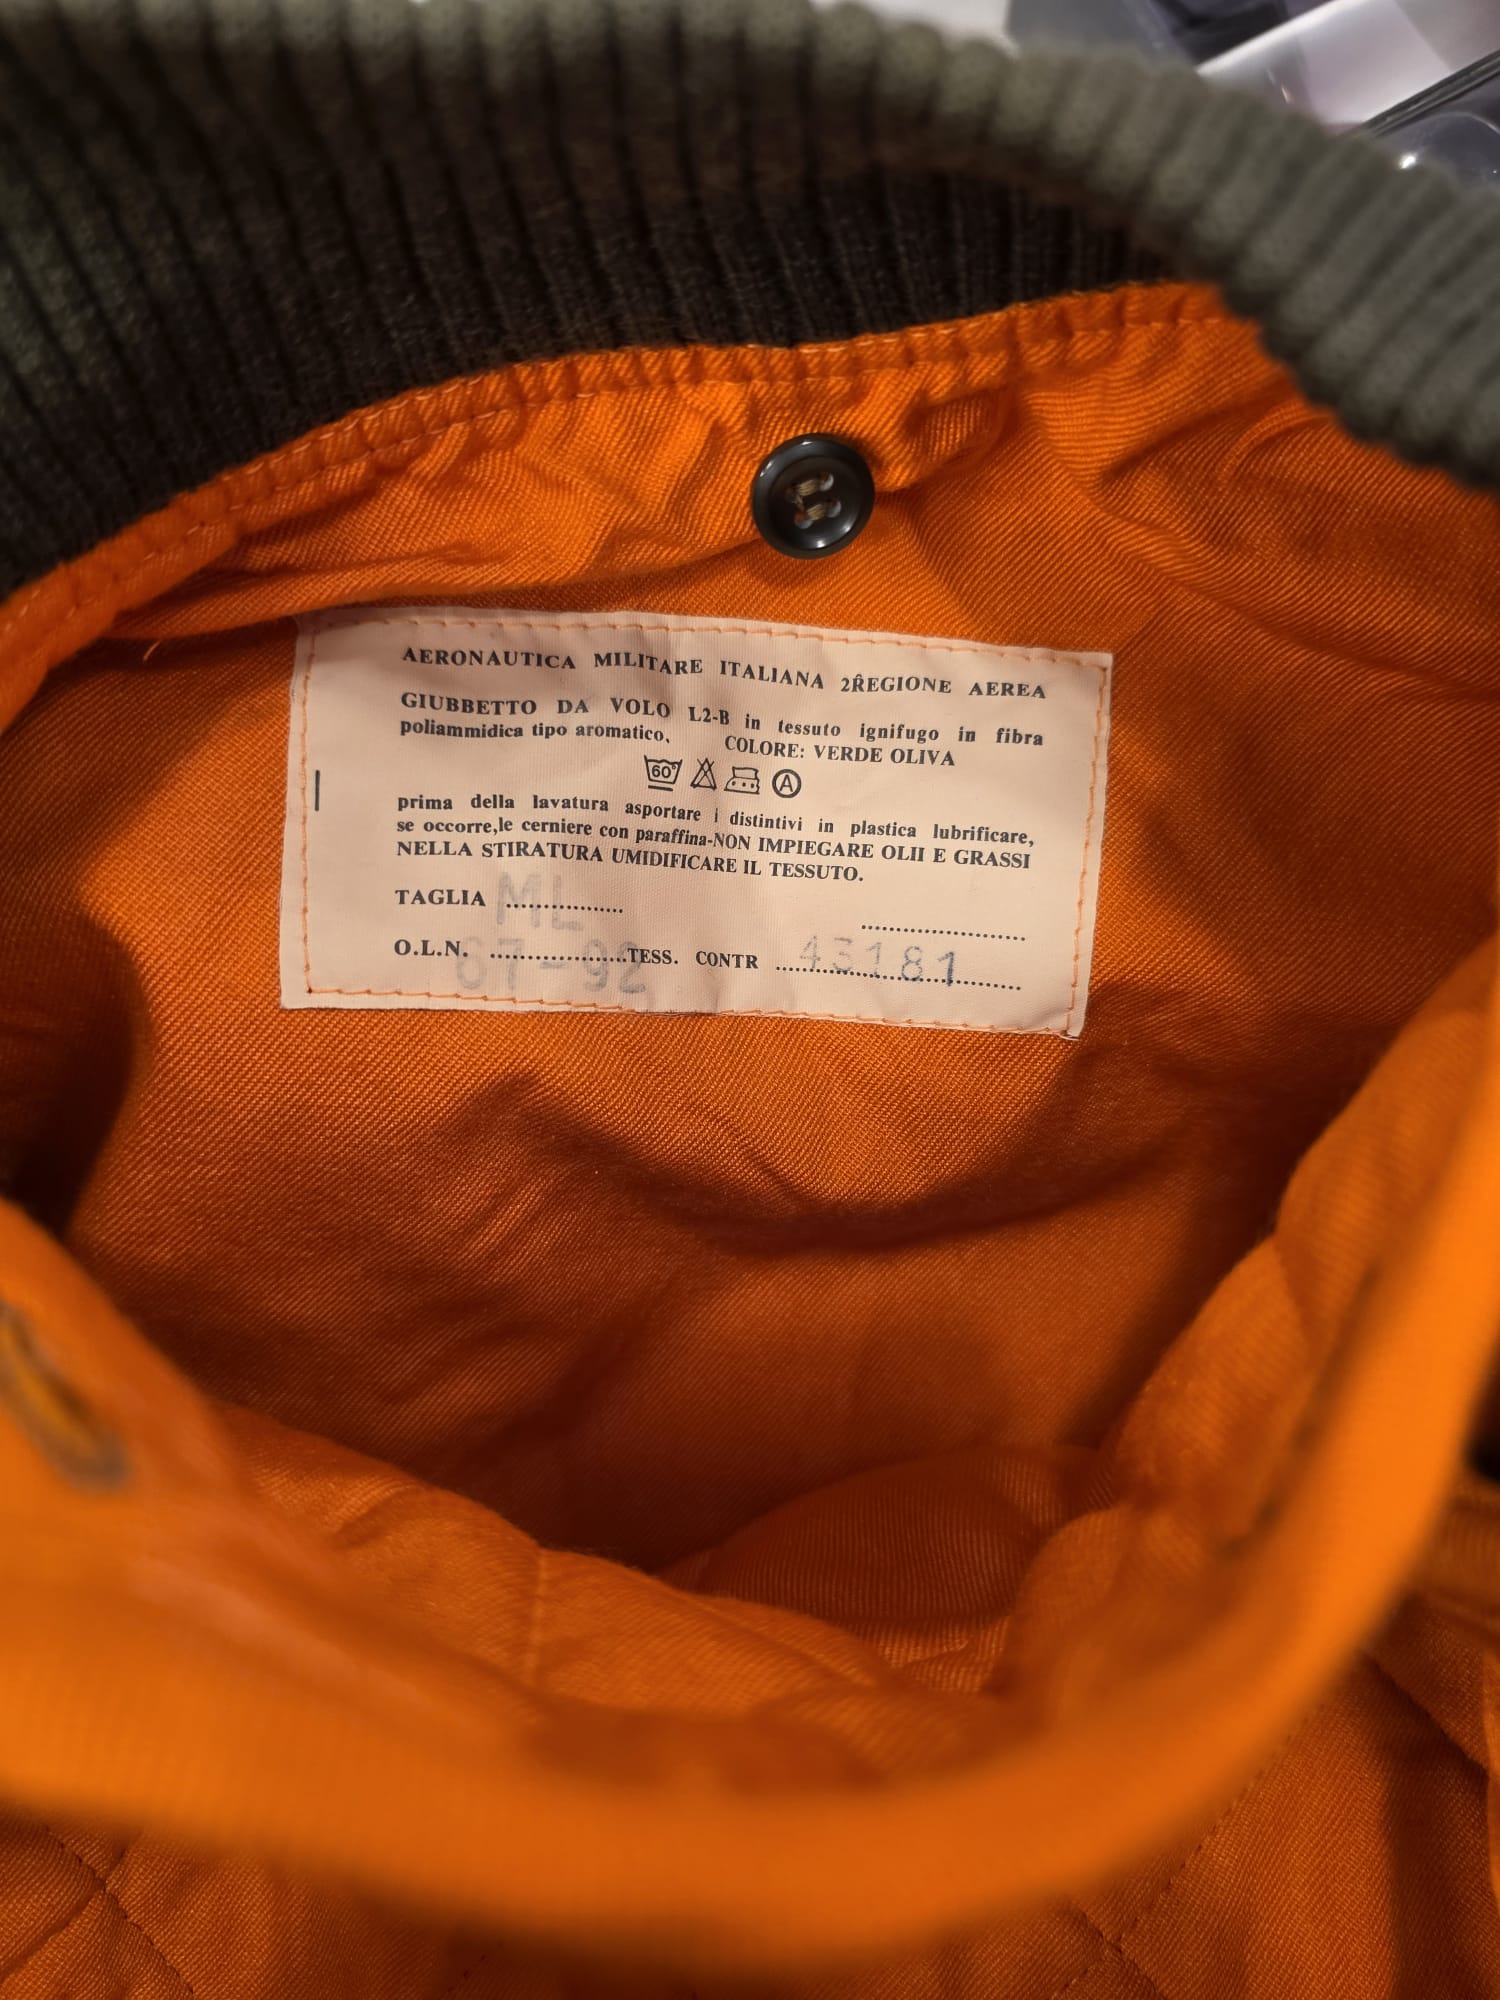 AERONAUTICA MILITARE ITALIANA 2ªREGIONE AEREA
GIUBBETTO DA VOLO L2-B in tessuto ignifugo in fibra
poliammidica tipo aromatico, COLORE: VERDE OLIVA
60° A
prima della lavatura asportare i distintivi in plastica lubrificare,
se occorre,le cerniere con paraffina-NON IMPIEGARE OLII E GRASSI
NELLA STIRATURA UMIDIFICARE IL TESSUTO.
TAGLIA ML
O.L.N. 67-92 TESS. CONTR 43181